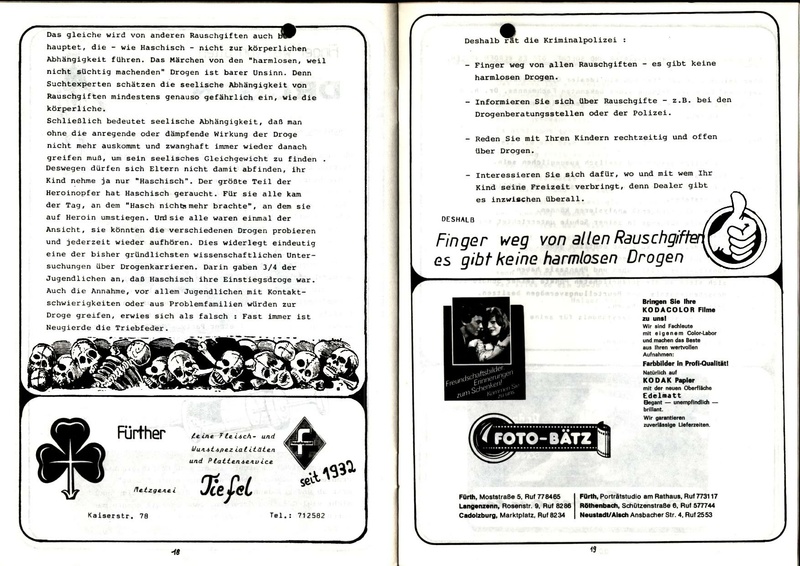 Das gleiche wird von anderen Rauschgiften auch be
hauptet, die - wie Haschisch - nicht zur körperlichen
Abhängigkeit führen. Das Märchen von den "harmlosen, weil
nicht süchtig machenden" Drogen ist barer Unsinn. Denn
Suchtexperten schätzen die seelische Abhängigkeit von
Rauschgiften mindestens genauso gefährlich ein, wie die
körperliche.
Schließlich bedeutet seelische Abhängigkeit, daß man
ohne die anregende oder dämpfende Wirkung der Droge
nicht mehr auskommt und zwanghaft immer wieder danach
greifen muß, um sein seelisches Gleichgewicht zu finden .
Deswegen dürfen sich Eltern nicht damit abfinden, ihr
Kind nehme ja nur "Haschisch". Der größte Teil der
Heroinopfer hat Haschisch geraucht. Für sie alle kam
der Tag, an dem "Hasch nichts mehr brachte", an dem sie
auf Heroin umstiegen. Und sie alle waren einmal der
Ansicht, sie könnten die verschiedenen Drogen probieren
und jederzeit wieder aufhören. Dies widerlegt eindeutig
eine der bisher gründlichsten wissenschaftlichen Unter-
suchungen über Drogenkarrieren. Darin gaben 3/4 der
Jugendlichen an, daß Haschisch ihre Einstiegsdroge war.
Auch die Annahme, vor allem Jugendlichen mit Kontakt-
schwierigkeiten oder aus Problemfamilien würden zur
Droge greifen, erwies sich als falsch : Fast immer ist
Neugierde die Triebfeder.
Fürther
feine Fleisch- und
Wurstspezialitäten
und Plattenservice
seit 1932
Metzgerei Tiefel
Kaiserstr. 78 Tel.: 712582
18
Deshalb rät die Kriminalpolizei :
- Finger weg von allen Rauschgiften - es gibt keine
harmlosen Drogen.
- Informieren Sie sich über Rauschgifte - z.B. bei den
Drogenberatungsstellen oder der Polizei.
- Reden Sie mit Ihren Kindern rechtzeitig und offen
über Drogen.
- Interessieren Sie sich dafür, wo und mit wem Ihr
Kind seine Freizeit verbringt, denn Dealer gibt
es inzwischen überall.
DESHALB
Finger weg von allen Rauschgiften
es gibt keine harmlosen Drogen
Freundschaftsbilder
Erinnerungen
zum Schenken!
Kommen Sie
zu uns.
Bringen Sie Ihre
KODACOLOR Filme
zu uns!
Wir sind Fachleute
mit eigenem Color-Labor
und machen das Beste
aus Ihren wertvollen
Aufnahmen:
Farbbilder in Profi-Qualität!
Natürlich auf
KODAK Papier
mit der neuen Oberfläche
Edelmatt
Elegant — unempfindlich —
brillant.
Wir garantieren
zuverlässige Lieferzeiten.
FOTO-BÄTZ
Fürth, Moststraße 5, Ruf 778465
Langenzenn, Rosenstr. 9, Ruf 8286
Cadolzburg, Marktplatz, Ruf 8234
Fürth, Porträtstudio am Rathaus, Ruf 773117
Röthenbach, Schützenstraße 6, Ruf 577744
Neustadt/Aisch Ansbacher Str. 4, Ruf 2553
19